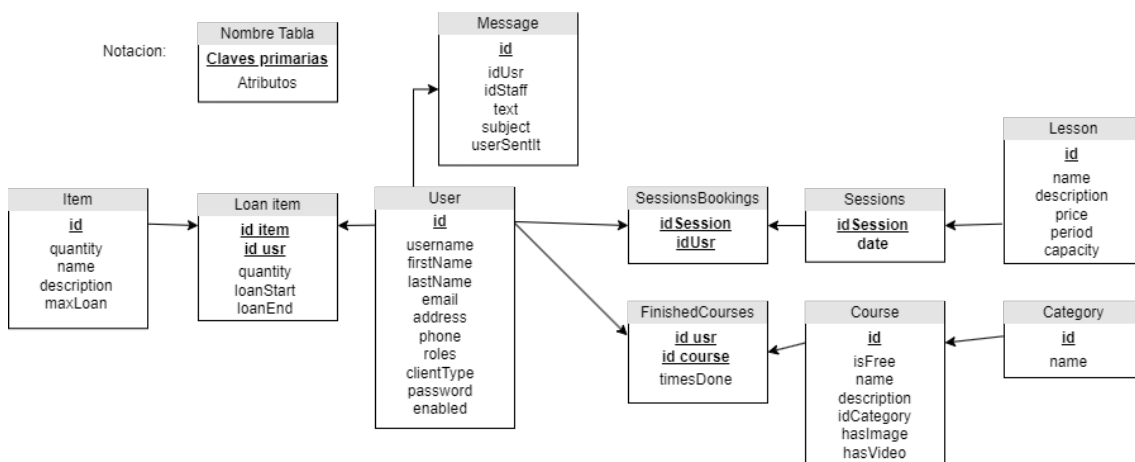 Notacion:
Nombre Tabla
Claves primarias
Atributos
Message
id
idUsr
idStaff
text
subject
userSentIt
Lesson
id
name
description
price
period
capacity
Item
id
quantity
name
description
maxLoan
Loan item
id item
id usr
quantity
loanStart
loanEnd
User
id
username
firstName
lastName
email
address
phone
roles
clientType
password
enabled
SessionsBookings
idSession
idUsr
Sessions
idSession
date
FinishedCourses
id usr
id course
timesDone
Course
id
isFree
name
description
idCategory
hasImage
hasVideo
Category
id
name